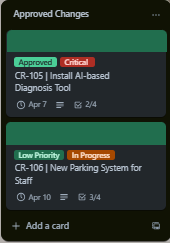 Approved Changes
Approved Critical
CR-105 | Install AI-based
Diagnosis Tool
Apr 7 2/4
Low Priority In Progress
CR-106 | New Parking System for
Staff
Apr 10 3/4
+ Add a card